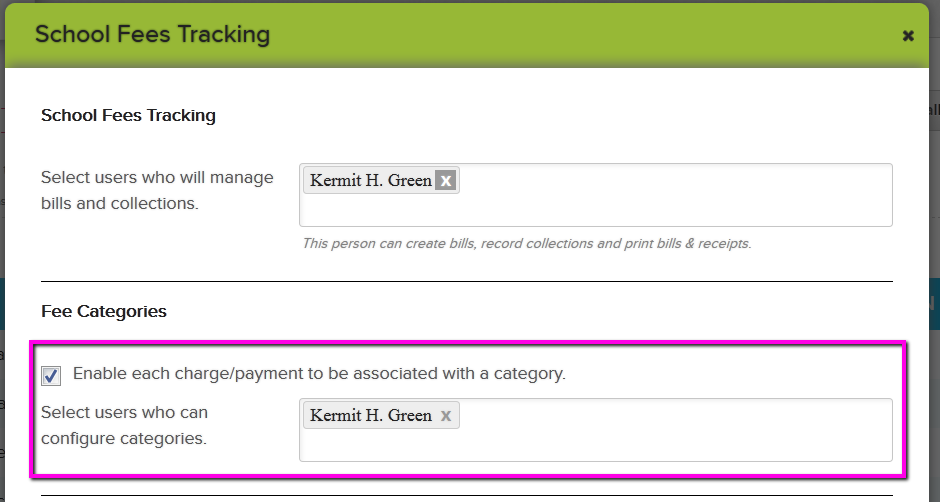 School Fees Tracking
School Fees Tracking
Select users who will manage
bills and collections.
Kermit H. Green x
This person can create bills, record collections and print bills & receipts.
Fee Categories
Enable each charge/payment to be associated with a category.
Select users who can
configure categories.
Kermit H. Green x